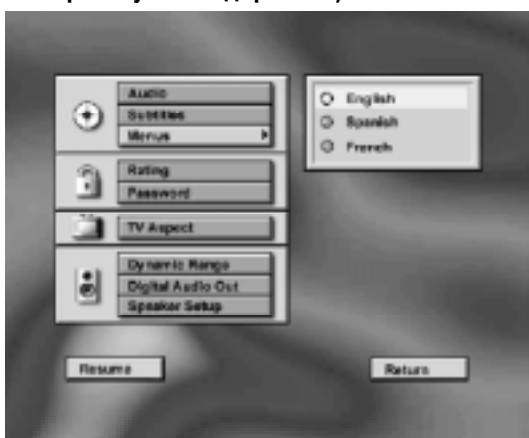 Audio
Subtitles
Menus
Rating
Password
TV Aspect
Dynamic Range
Digital Audio Out
Speaker Setup
English
Spanish
French
Resume
Return